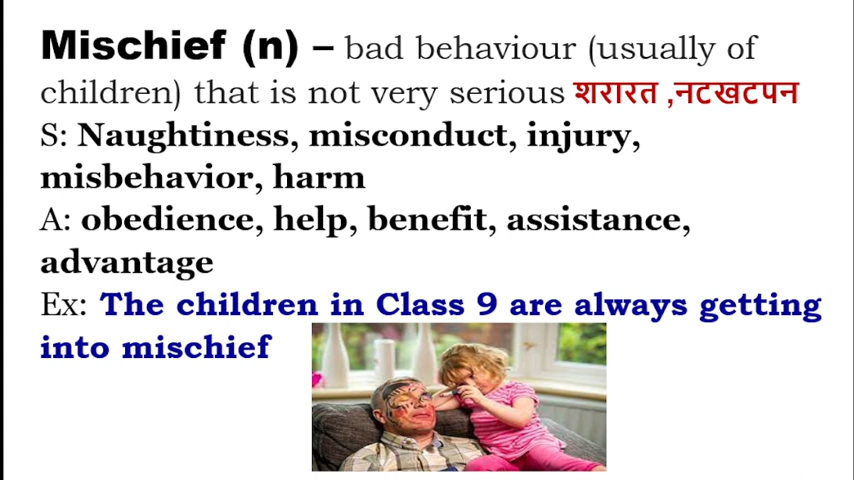 Mischief (n) – bad behaviour (usually of
children) that is not very serious शरारत ,नटखटपन
S: Naughtiness, misconduct, injury,
misbehavior, harm
A: obedience, help, benefit, assistance,
advantage
Ex: The children in Class 9 are always getting
into mischief